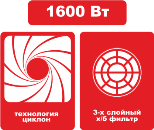 1600 Вт
технология
циклон
3-х слойный
х/б фильтр